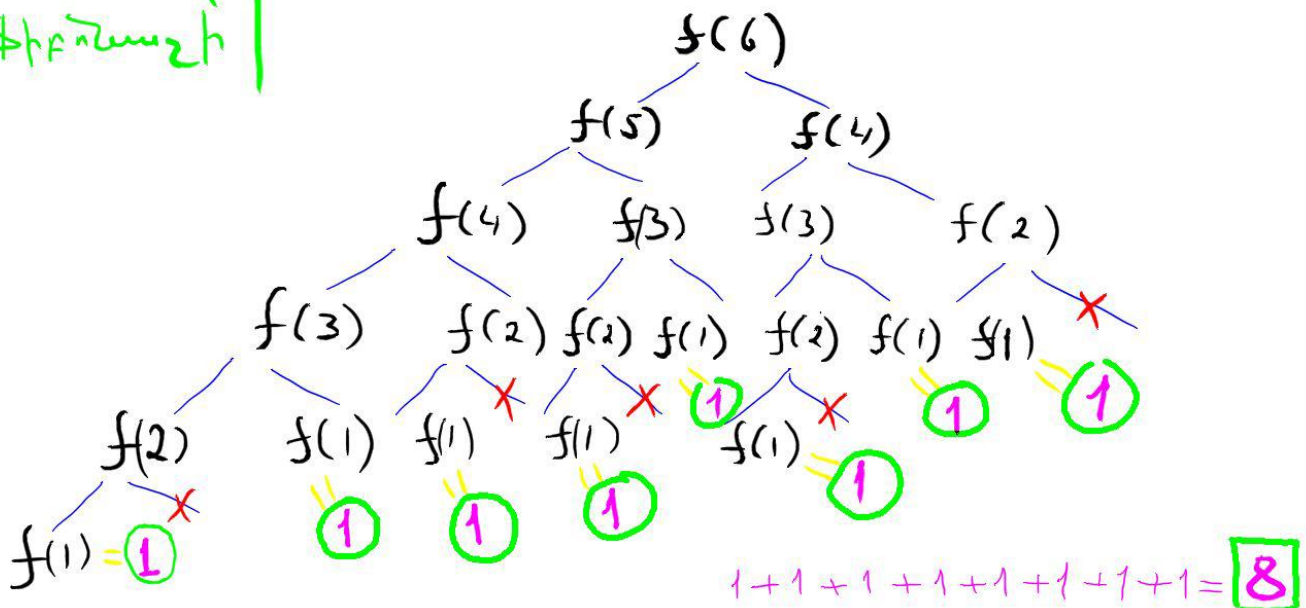 Ֆիբոնաչի
f(6)
f(5) f(4)
f(4) f(3) f(3) f(2)
f(3) f(2) f(2) f(1) f(2) f(1) f(1)
1 1 1
f(2) f(1) f(1) f(1) f(1)
1 1 1 1
f(1) = 1
1+1+1+1+1+1+1+1= 8